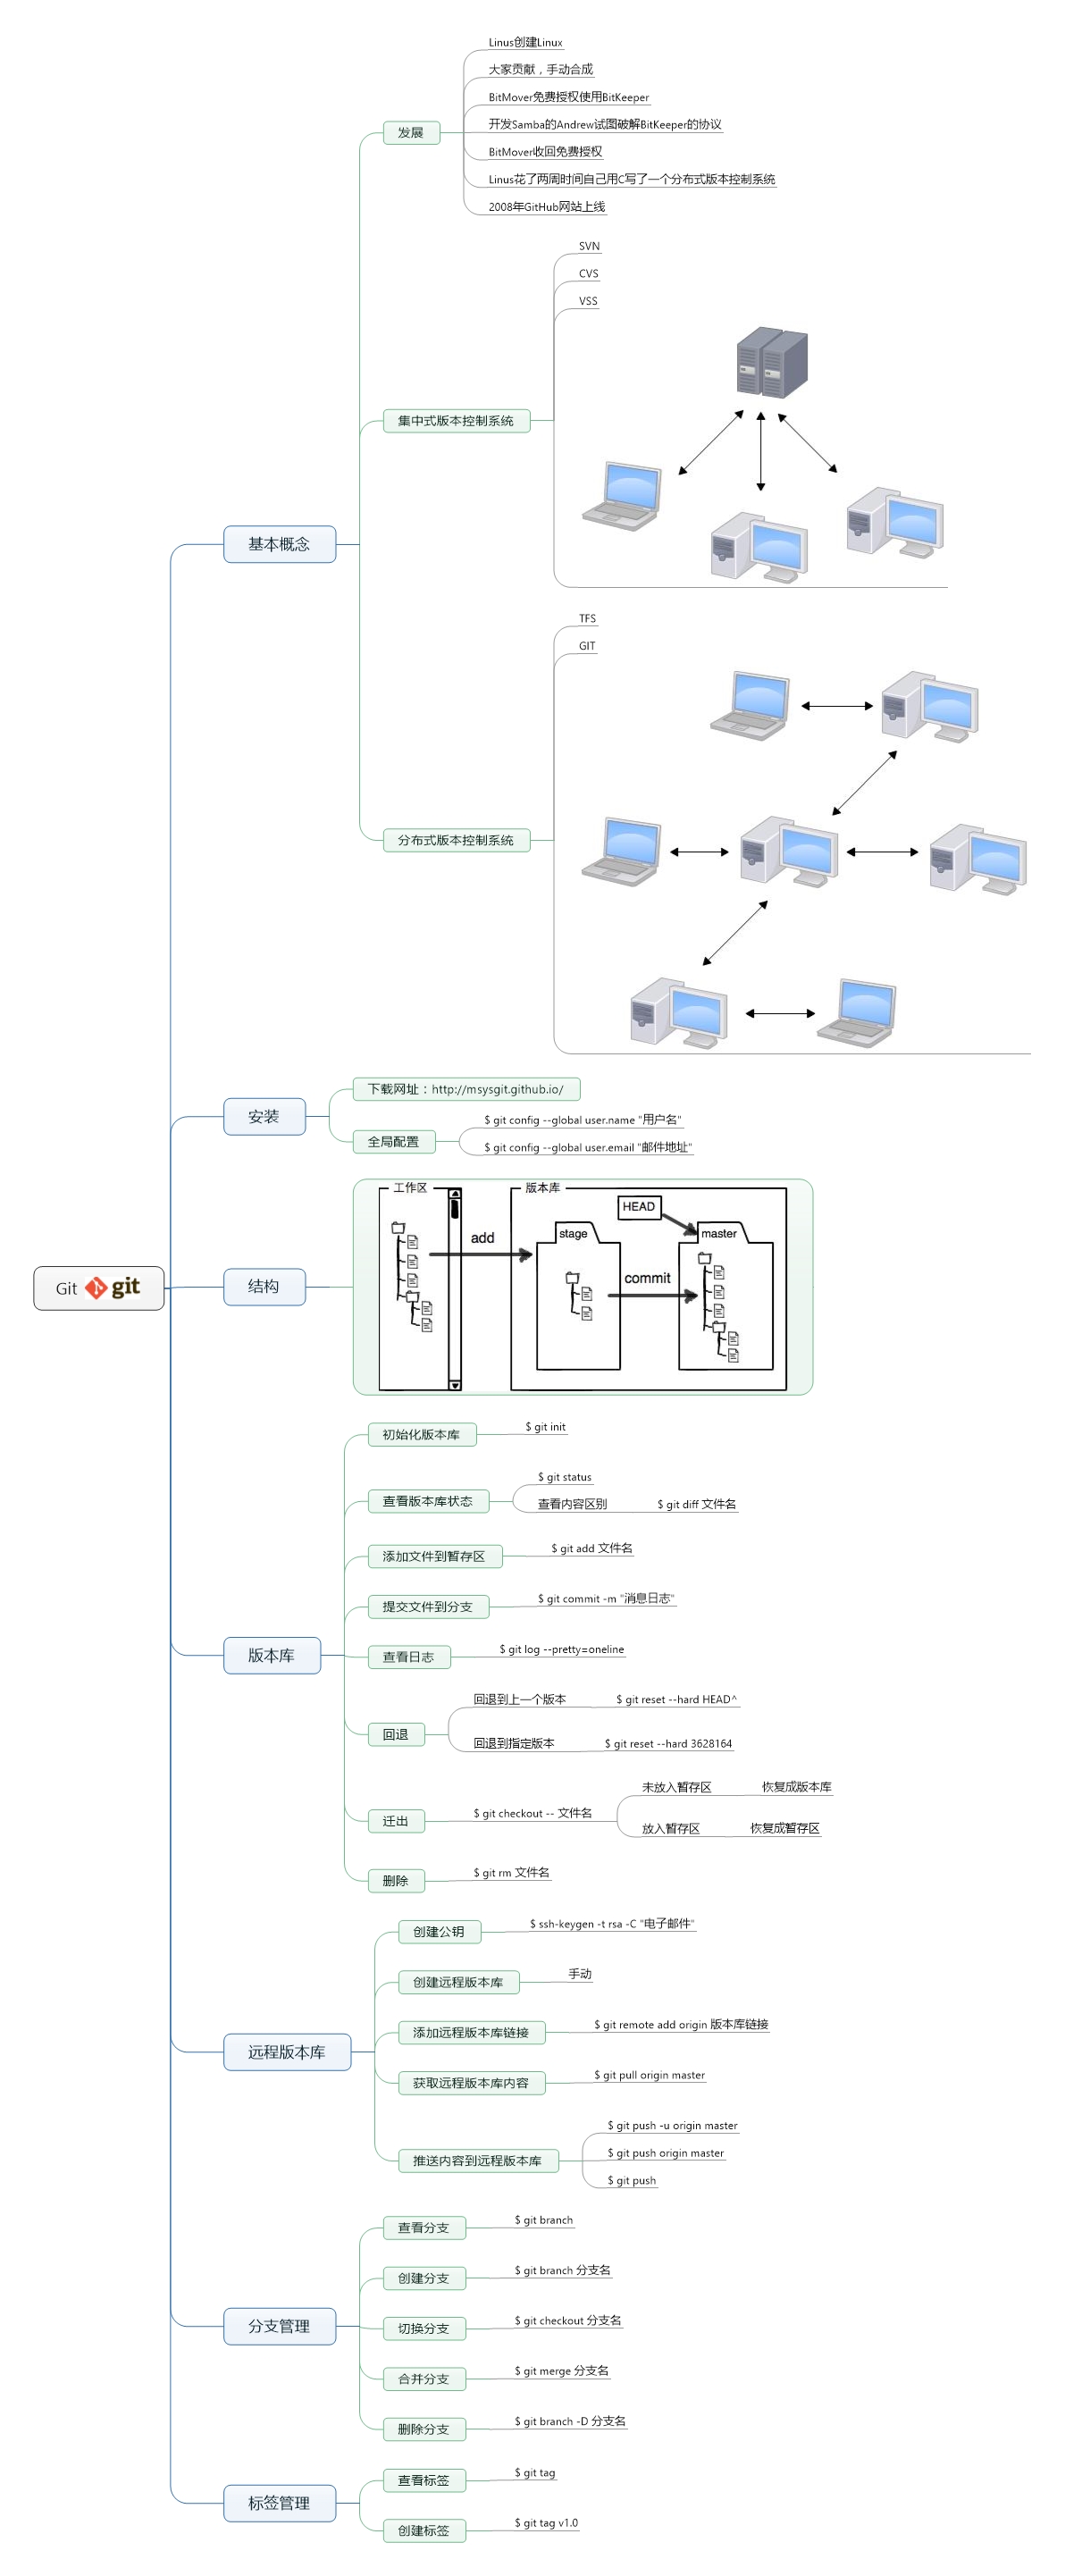 Git git
基本概念
发展
Linus创建Linux
大家贡献，手动合成
BitMover免费授权使用BitKeeper
开发Samba的Andrew试图破解BitKeeper的协议
BitMover收回免费授权
Linus花了两周时间自己用C写了一个分布式版本控制系统
2008年GitHub网站上线
集中式版本控制系统
SVN
CVS
VSS
分布式版本控制系统
TFS
GIT
安装
下载网址：http://msysgit.github.io/
全局配置
$ git config --global user.name "用户名"
$ git config --global user.email "邮件地址"
结构
工作区
版本库
HEAD
add
stage
master
commit
版本库
初始化版本库
$ git init
查看版本库状态
$ git status
查看内容区别
$ git diff 文件名
添加文件到暂存区
$ git add 文件名
提交文件到分支
$ git commit -m "消息日志"
查看日志
$ git log --pretty=oneline
回退
回退到上一个版本
$ git reset --hard HEAD^
回退到指定版本
$ git reset --hard 3628164
迁出
$ git checkout -- 文件名
未放入暂存区
恢复成版本库
放入暂存区
恢复成暂存区
删除
$ git rm 文件名
远程版本库
创建公钥
$ ssh-keygen -t rsa -C "电子邮件"
创建远程版本库
手动
添加远程版本库链接
$ git remote add origin 版本库链接
获取远程版本库内容
$ git pull origin master
推送内容到远程版本库
$ git push -u origin master
$ git push origin master
$ git push
分支管理
查看分支
$ git branch
创建分支
$ git branch 分支名
切换分支
$ git checkout 分支名
合并分支
$ git merge 分支名
删除分支
$ git branch -D 分支名
标签管理
查看标签
$ git tag
创建标签
$ git tag v1.0